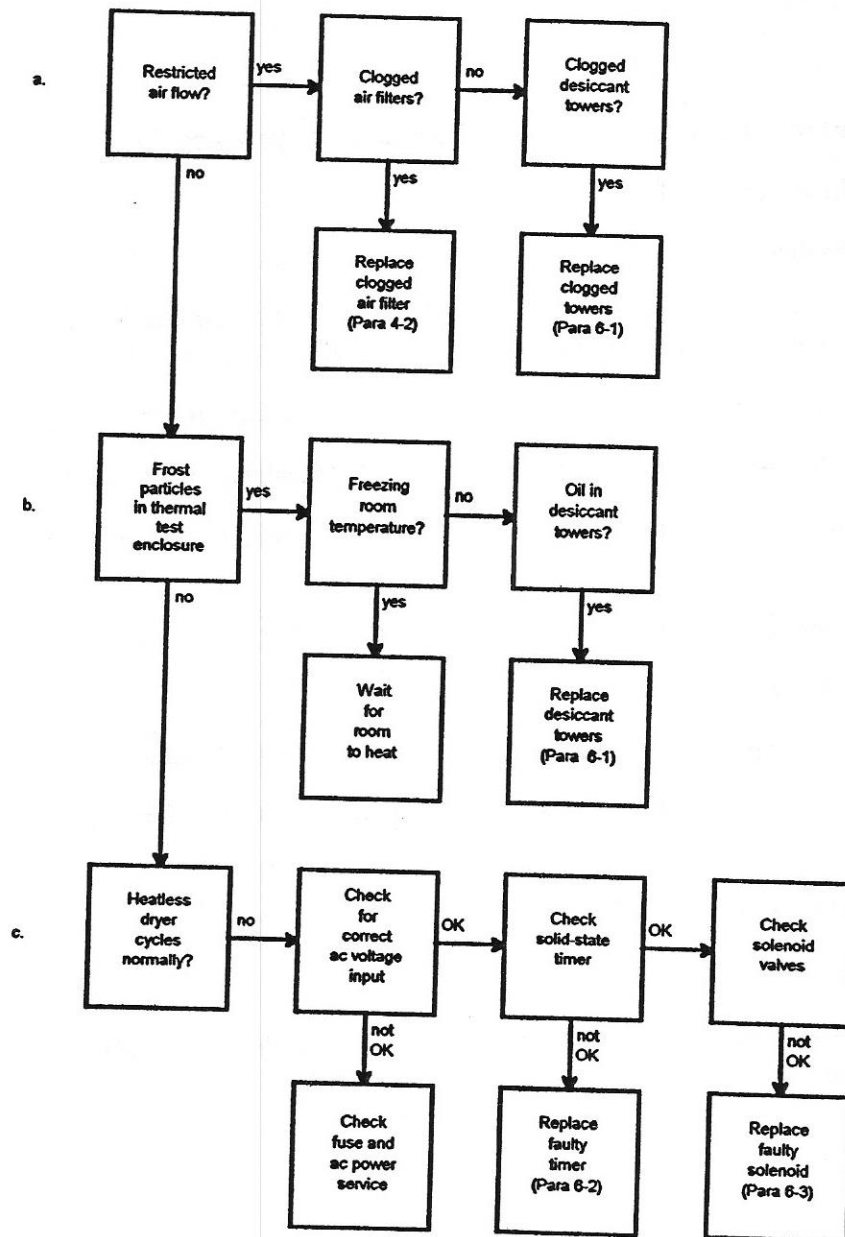 a.
Restricted
air flow?
yes
Clogged
air filters?
no
Clogged
desiccant
towers?
no
yes
yes
Replace
clogged
air filter
(Para 4-2)
Replace
clogged
towers
(Para 6-1)
b.
Frost
particles
in thermal
test
enclosure
yes
Freezing
room
temperature?
no
Oil in
desiccant
towers?
no
yes
yes
Wait
for
room
to heat
Replace
desiccant
towers
(Para 6-1)
c.
Heatless
dryer
cycles
normally?
no
Check
for
correct
ac voltage
input
OK
Check
solid-state
timer
OK
Check
solenoid
valves
not
OK
not
OK
not
OK
Check
fuse and
ac power
service
Replace
faulty
timer
(Para 6-2)
Replace
faulty
solenoid
(Para 6-3)